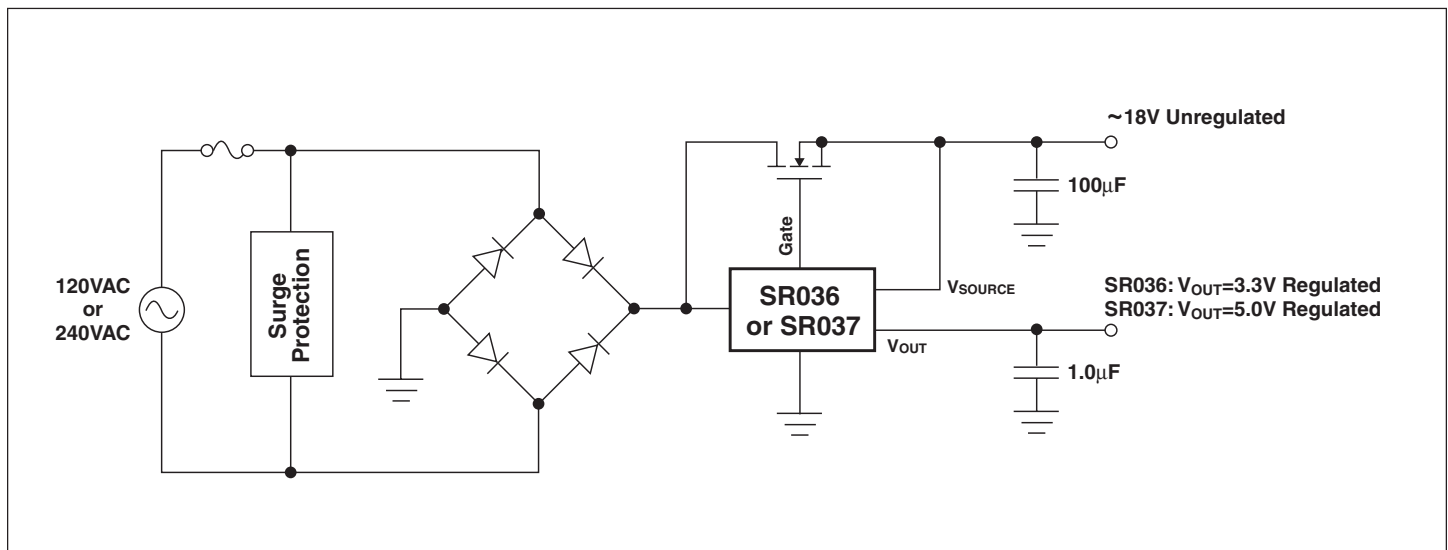 120VAC
or
240VAC
Surge
Protection
Gate
SR036
or SR037
VSOURCE
VOUT
~18V Unregulated
100μF
SR036: VOUT=3.3V Regulated
SR037: VOUT=5.0V Regulated
1.0μF